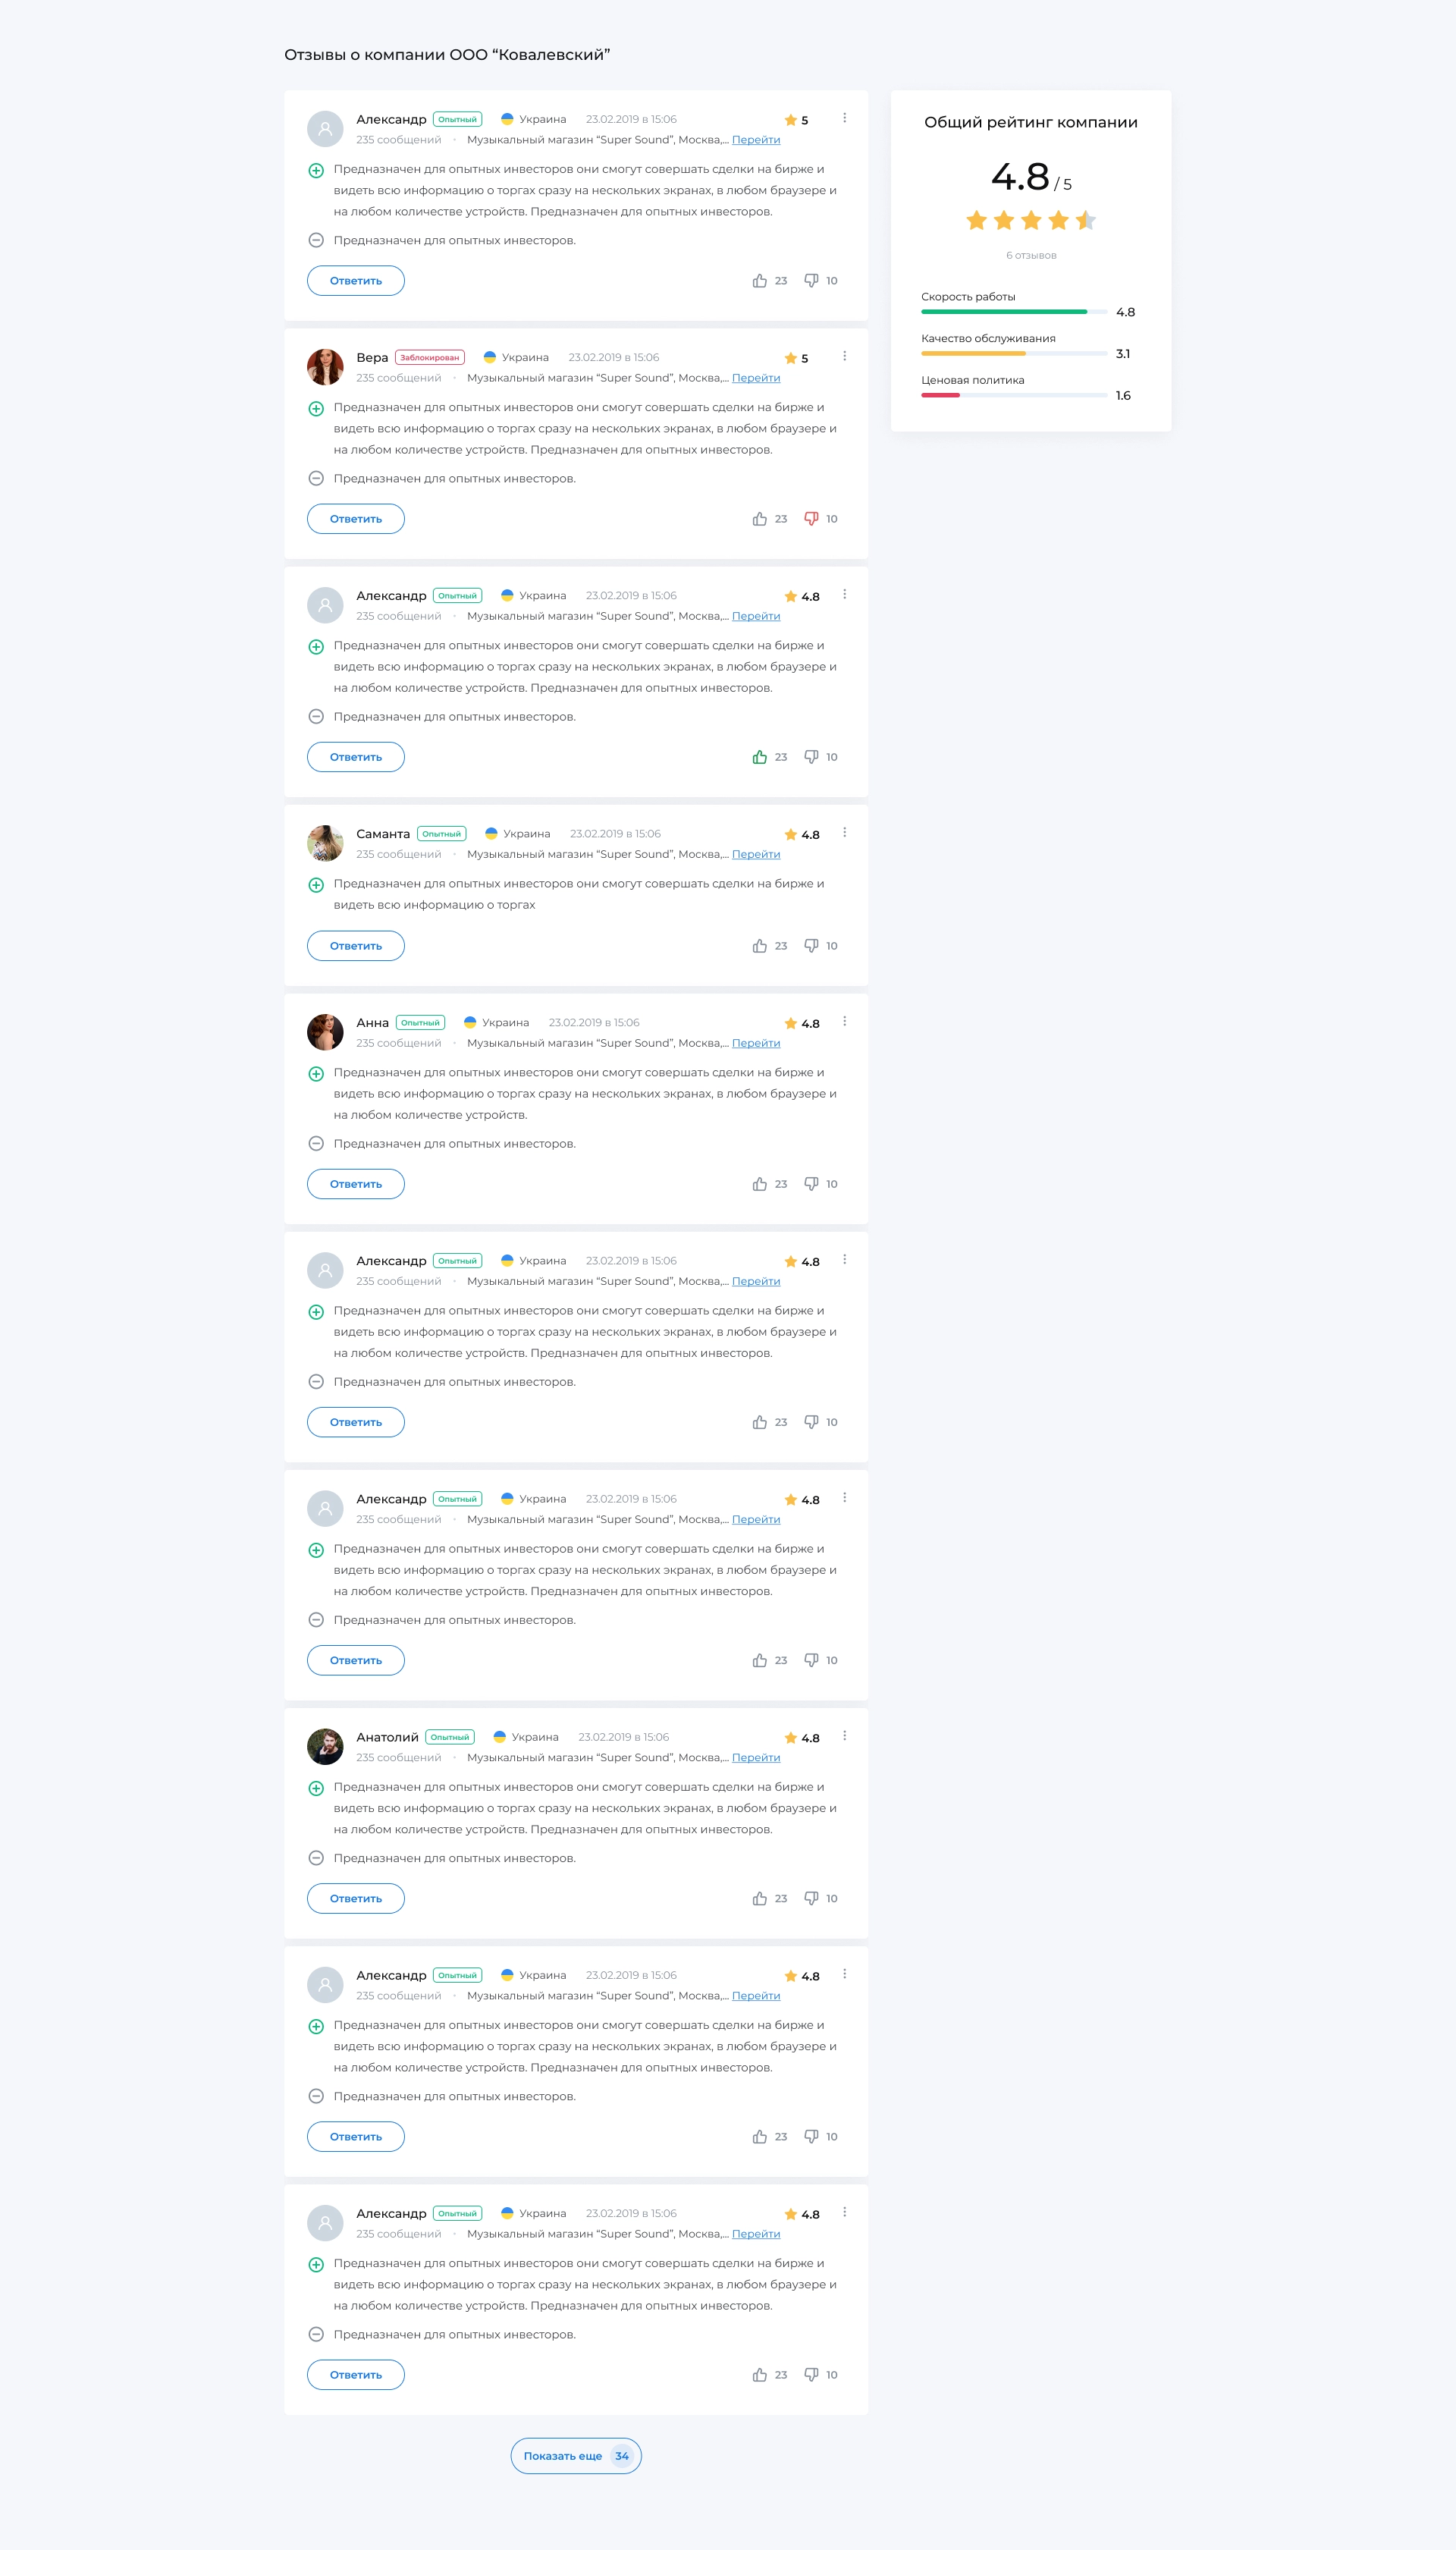 Отзывы о компании ООО “Ковалевский”
Александр Опытный Украина 23.02.2019 в 15:06 5
235 сообщений • Музыкальный магазин “Super Sound”, Москва,... Перейти
Предназначен для опытных инвесторов они смогут совершать сделки на бирже и
видеть всю информацию о торгах сразу на нескольких экранах, в любом браузере и
на любом количестве устройств. Предназначен для опытных инвесторов.
Предназначен для опытных инвесторов.
Ответить 23 10
Вера Заблокирован Украина 23.02.2019 в 15:06 5
235 сообщений • Музыкальный магазин “Super Sound”, Москва,... Перейти
Предназначен для опытных инвесторов они смогут совершать сделки на бирже и
видеть всю информацию о торгах сразу на нескольких экранах, в любом браузере и
на любом количестве устройств. Предназначен для опытных инвесторов.
Предназначен для опытных инвесторов.
Ответить 23 10
Александр Опытный Украина 23.02.2019 в 15:06 4.8
235 сообщений • Музыкальный магазин “Super Sound”, Москва,... Перейти
Предназначен для опытных инвесторов они смогут совершать сделки на бирже и
видеть всю информацию о торгах сразу на нескольких экранах, в любом браузере и
на любом количестве устройств. Предназначен для опытных инвесторов.
Предназначен для опытных инвесторов.
Ответить 23 10
Саманта Опытный Украина 23.02.2019 в 15:06 4.8
235 сообщений • Музыкальный магазин “Super Sound”, Москва,... Перейти
Предназначен для опытных инвесторов они смогут совершать сделки на бирже и
видеть всю информацию о торгах
Ответить 23 10
Анна Опытный Украина 23.02.2019 в 15:06 4.8
235 сообщений • Музыкальный магазин “Super Sound”, Москва,... Перейти
Предназначен для опытных инвесторов они смогут совершать сделки на бирже и
видеть всю информацию о торгах сразу на нескольких экранах, в любом браузере и
на любом количестве устройств.
Предназначен для опытных инвесторов.
Ответить 23 10
Александр Опытный Украина 23.02.2019 в 15:06 4.8
235 сообщений • Музыкальный магазин “Super Sound”, Москва,... Перейти
Предназначен для опытных инвесторов они смогут совершать сделки на бирже и
видеть всю информацию о торгах сразу на нескольких экранах, в любом браузере и
на любом количестве устройств. Предназначен для опытных инвесторов.
Предназначен для опытных инвесторов.
Ответить 23 10
Александр Опытный Украина 23.02.2019 в 15:06 4.8
235 сообщений • Музыкальный магазин “Super Sound”, Москва,... Перейти
Предназначен для опытных инвесторов они смогут совершать сделки на бирже и
видеть всю информацию о торгах сразу на нескольких экранах, в любом браузере и
на любом количестве устройств. Предназначен для опытных инвесторов.
Предназначен для опытных инвесторов.
Ответить 23 10
Анатолий Опытный Украина 23.02.2019 в 15:06 4.8
235 сообщений • Музыкальный магазин “Super Sound”, Москва,... Перейти
Предназначен для опытных инвесторов они смогут совершать сделки на бирже и
видеть всю информацию о торгах сразу на нескольких экранах, в любом браузере и
на любом количестве устройств. Предназначен для опытных инвесторов.
Предназначен для опытных инвесторов.
Ответить 23 10
Александр Опытный Украина 23.02.2019 в 15:06 4.8
235 сообщений • Музыкальный магазин “Super Sound”, Москва,... Перейти
Предназначен для опытных инвесторов они смогут совершать сделки на бирже и
видеть всю информацию о торгах сразу на нескольких экранах, в любом браузере и
на любом количестве устройств. Предназначен для опытных инвесторов.
Предназначен для опытных инвесторов.
Ответить 23 10
Александр Опытный Украина 23.02.2019 в 15:06 4.8
235 сообщений • Музыкальный магазин “Super Sound”, Москва,... Перейти
Предназначен для опытных инвесторов они смогут совершать сделки на бирже и
видеть всю информацию о торгах сразу на нескольких экранах, в любом браузере и
на любом количестве устройств. Предназначен для опытных инвесторов.
Предназначен для опытных инвесторов.
Ответить 23 10
Показать еще 34
Общий рейтинг компании
4.8 / 5
6 отзывов
Скорость работы
4.8
Качество обслуживания
3.1
Ценовая политика
1.6